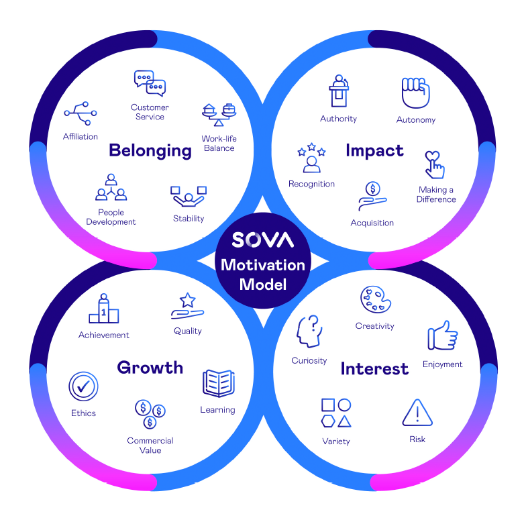 Customer
Service
Affiliation
Work-life
Balance
Belonging
People
Development
Stability
Authority
Autonomy
Impact
Recognition
Making a
Difference
$
Acquisition
SOVA
Motivation
Model
1
Achievement
Quality
Growth
Ethics
$
$
$
Commercial
Value
Learning
Creativity
?
Curiosity
Enjoyment
Interest
Variety
!
Risk